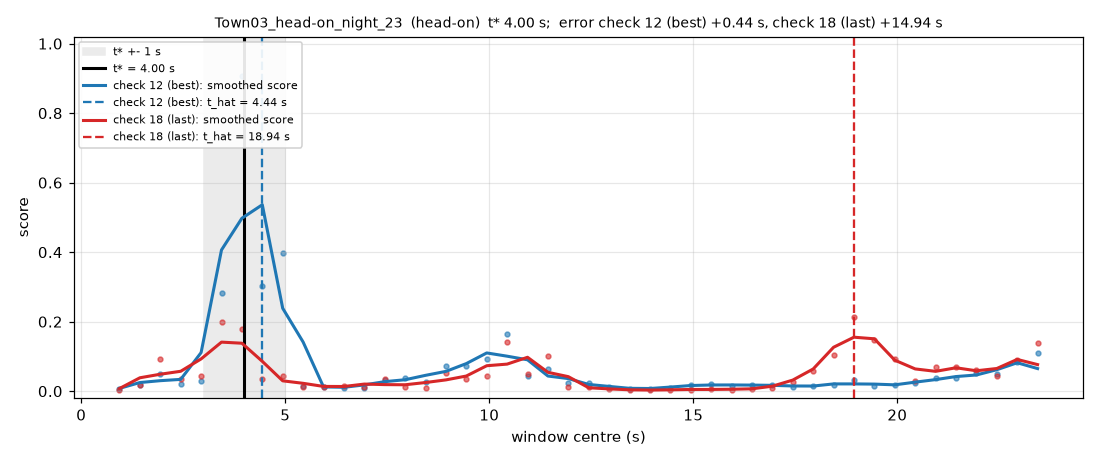 Town03_head-on_night_23  (head-on)  t* 4.00 s;  error check 12 (best) +0.44 s, check 18 (last) +14.94 s
t* +- 1 s
t* = 4.00 s
check 12 (best): smoothed score
check 12 (best): t_hat = 4.44 s
check 18 (last): smoothed score
check 18 (last): t_hat = 18.94 s
1.0
0.8
0.6
0.4
0.2
0.0
score
0 5 10 15 20
window centre (s)